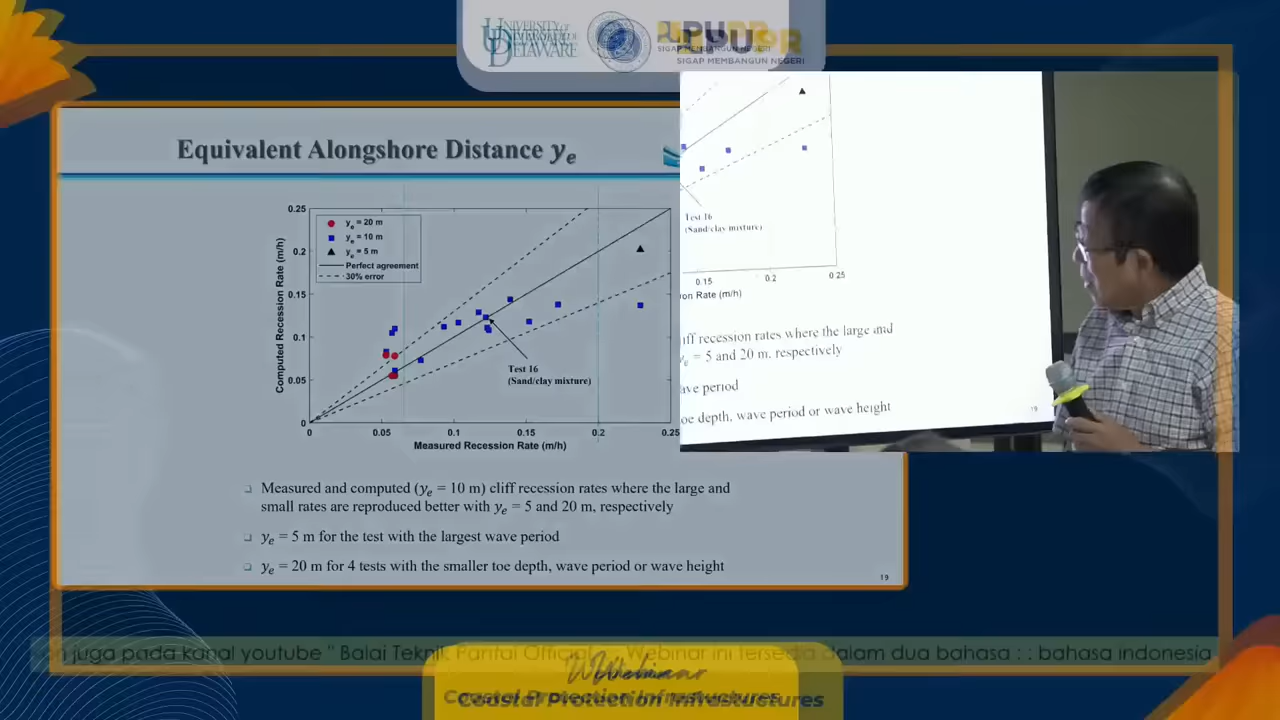 UNIVERSITY OF DELAWARE
SIGAP MEMBANGUN NEGERI
SIGAP MEMBANGUN NEGERI
Equivalent Alongshore Distance yₑ
0.25
0.2
0.15
0.1
0.05
0
Computed Recession Rate (m/h)
yₑ = 20 m
yₑ = 10 m
yₑ = 5 m
Perfect agreement
30% error
Test 16
(Sand/clay mixture)
0 0.05 0.1 0.15 0.2 0.25
Measured Recession Rate (m/h)
❑ Measured and computed (yₑ = 10 m) cliff recession rates where the large and
small rates are reproduced better with yₑ = 5 and 20 m, respectively
❑ yₑ = 5 m for the test with the largest wave period
❑ yₑ = 20 m for 4 tests with the smaller toe depth, wave period or wave height
19
Test 16
(Sand/clay mixture)
0.15 0.2 0.25
on Rate (m/h)
iff recession rates where the large and
= 5 and 20 m, respectively
ave period
oe depth, wave period or wave height
19
juga pada kanal youtube " Balai Teknik Pantai Official Webinar ini tersedia dalam dua bahasa : : bahasa indonesia
Webinar
Coastal Protection Infrastructures